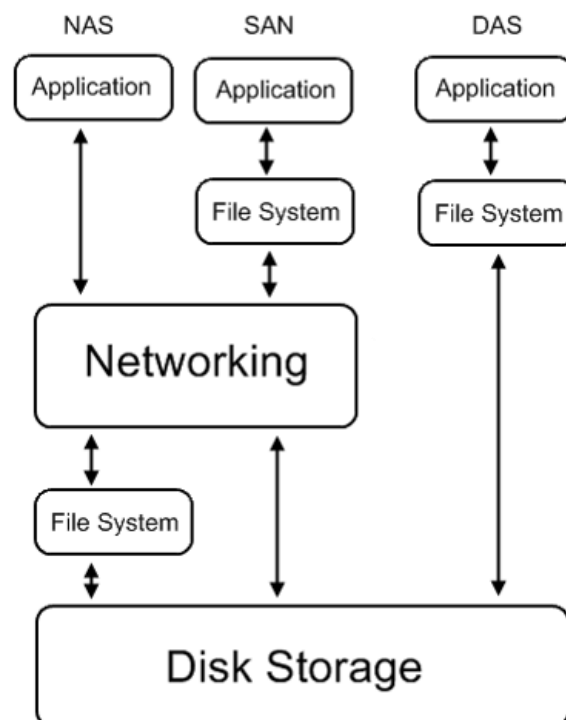 NAS SAN DAS
Application Application Application
File System File System
Networking
File System
Disk Storage